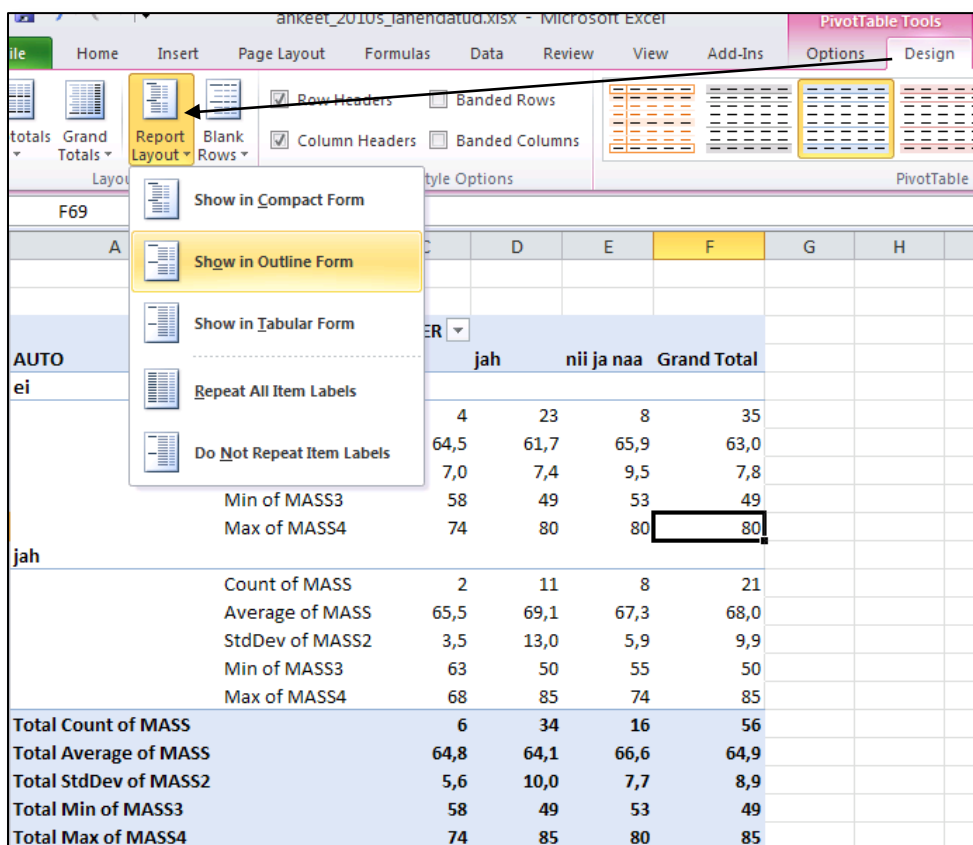 ankeet_2010s_lahendatud.xlsx - Microsoft Excel
PivotTable Tools
ile Home Insert Page Layout Formulas Data Review View Add-Ins Options Design
totals Grand Totals Report Layout Blank Rows
Row Headers Banded Rows
Column Headers Banded Columns
Layou tyle Options PivotTable
F69
Show in Compact Form
Show in Outline Form
Show in Tabular Form
Repeat All Item Labels
Do Not Repeat Item Labels
A C D E F G H
ER
AUTO jah nii ja naa Grand Total
ei
4 23 8 35
64,5 61,7 65,9 63,0
7,0 7,4 9,5 7,8
Min of MASS3 58 49 53 49
Max of MASS4 74 80 80 80
jah
Count of MASS 2 11 8 21
Average of MASS 65,5 69,1 67,3 68,0
StdDev of MASS2 3,5 13,0 5,9 9,9
Min of MASS3 63 50 55 50
Max of MASS4 68 85 74 85
Total Count of MASS 6 34 16 56
Total Average of MASS 64,8 64,1 66,6 64,9
Total StdDev of MASS2 5,6 10,0 7,7 8,9
Total Min of MASS3 58 49 53 49
Total Max of MASS4 74 85 80 85